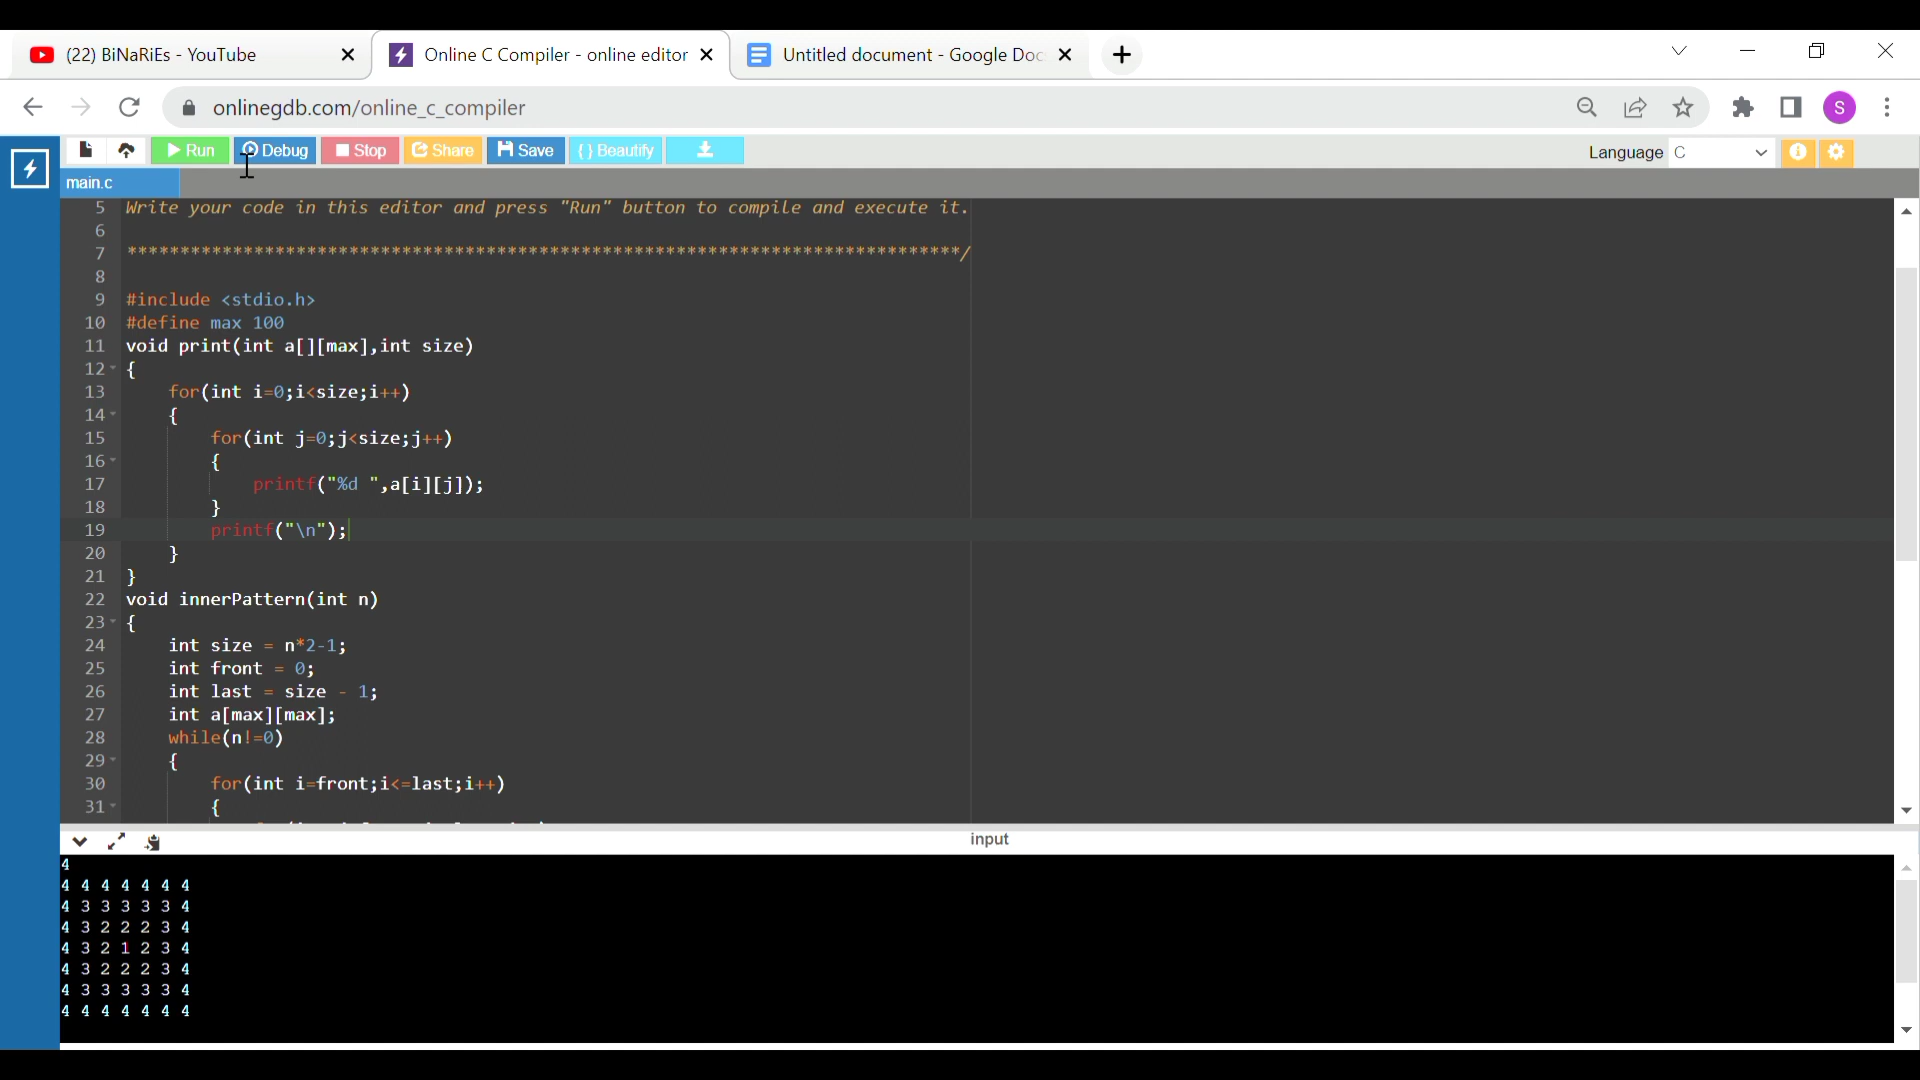 (22) BiNaRiEs - YouTube
Online C Compiler - online editor
Untitled document - Google Doc
onlinegdb.com/online_c_compiler
S
Run
Debug
Stop
Share
Save
{ } Beautify
Language C
main.c
5 Write your code in this editor and press "Run" button to compile and execute it.
6
7 *******************************************************************************/
8
9 #include <stdio.h>
10 #define max 100
11 void print(int a[][max],int size)
12 {
13 for(int i=0;i<size;i++)
14 {
15 for(int j=0;j<size;j++)
16 {
17 printf("%d ",a[i][j]);
18 }
19 printf("\n");
20 }
21 }
22 void innerPattern(int n)
23 {
24 int size = n*2-1;
25 int front = 0;
26 int last = size - 1;
27 int a[max][max];
28 while(n!=0)
29 {
30 for(int i=front;i<=last;i++)
31 {
input
4
4 4 4 4 4 4 4
4 3 3 3 3 3 4
4 3 2 2 2 3 4
4 3 2 1 2 3 4
4 3 2 2 2 3 4
4 3 3 3 3 3 4
4 4 4 4 4 4 4